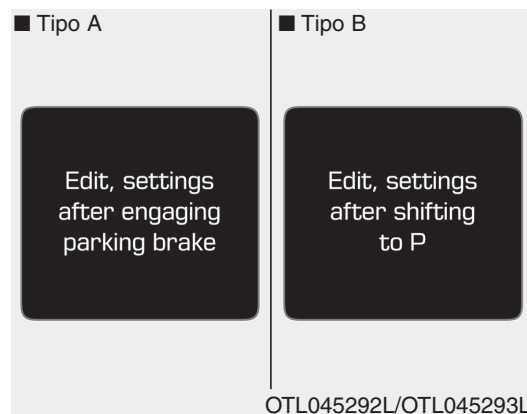 ■ Tipo A
Edit, settings
after engaging
parking brake
■ Tipo B
Edit, settings
after shifting
to P
OTL045292L/OTL045293L